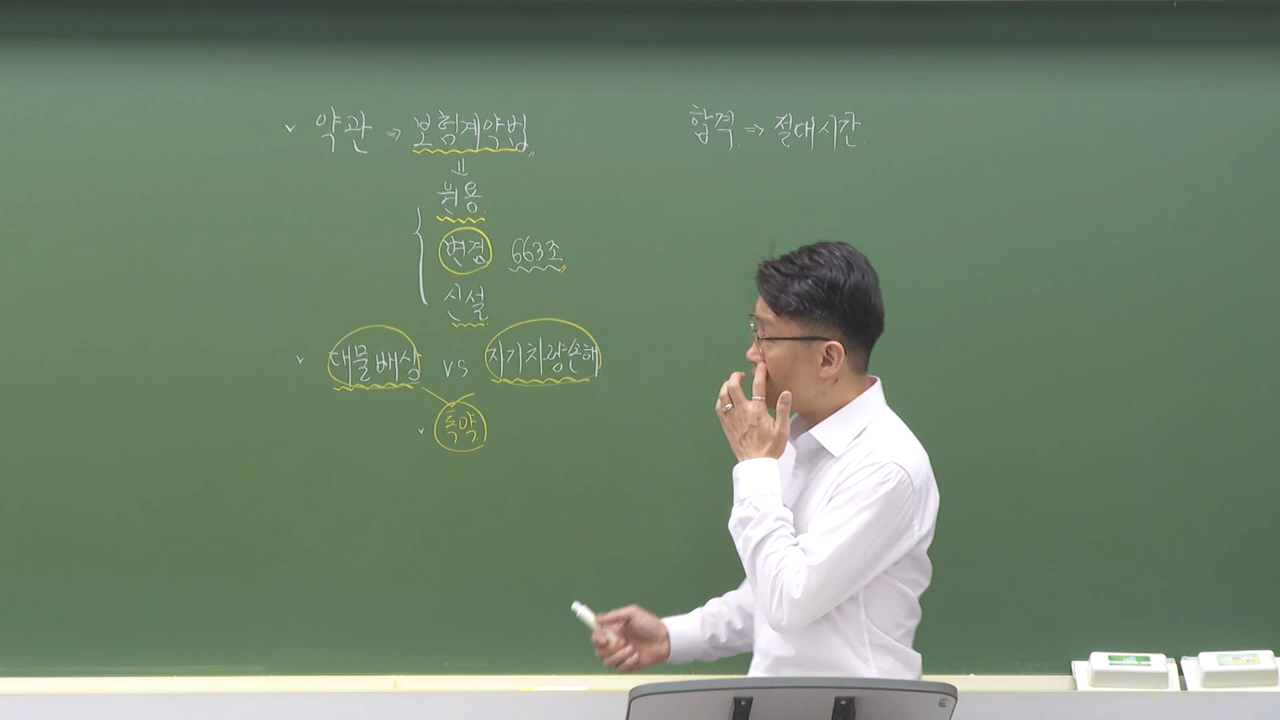 ✓ 약관 ⇒ 보험계약법
합격 ⇒ 절대시간
원용
변경 663조
신설
✓ 대물배상 vs 자기차량손해
✓ 특약